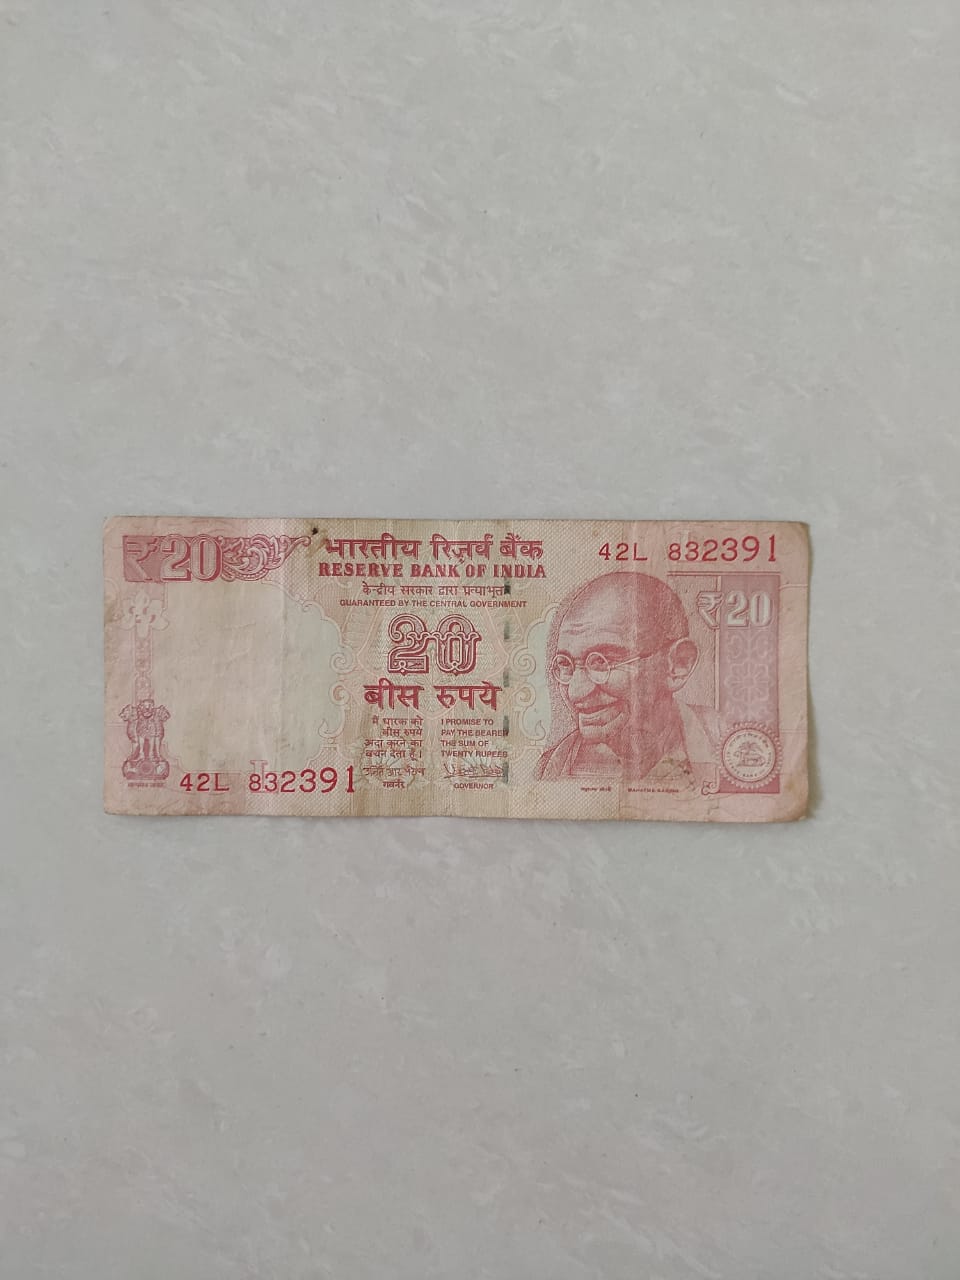 ₹20
भारतीय रिज़र्व बैंक
RESERVE BANK OF INDIA
केन्द्रीय सरकार द्वारा प्रत्याभूत
GUARANTEED BY THE CENTRAL GOVERNMENT
42L 832391
₹20
20
बीस रुपये
मैं धारक को
बीस रुपये
अदा करने का
वचन देता हूँ।
I PROMISE TO
PAY THE BEARER
THE SUM OF
TWENTY RUPEES
गवर्नर
GOVERNOR
42L 832391
MAHATMA GANDHI